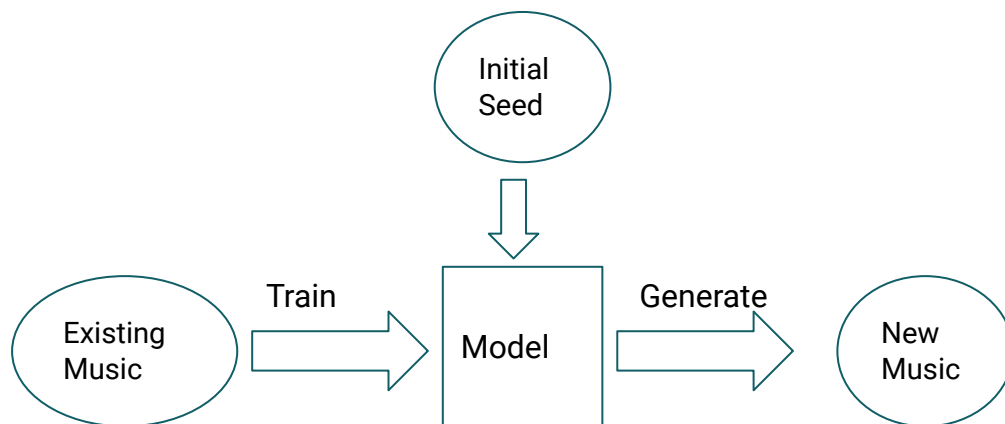 Initial
Seed
Train
Generate
Existing
Music
Model
New
Music